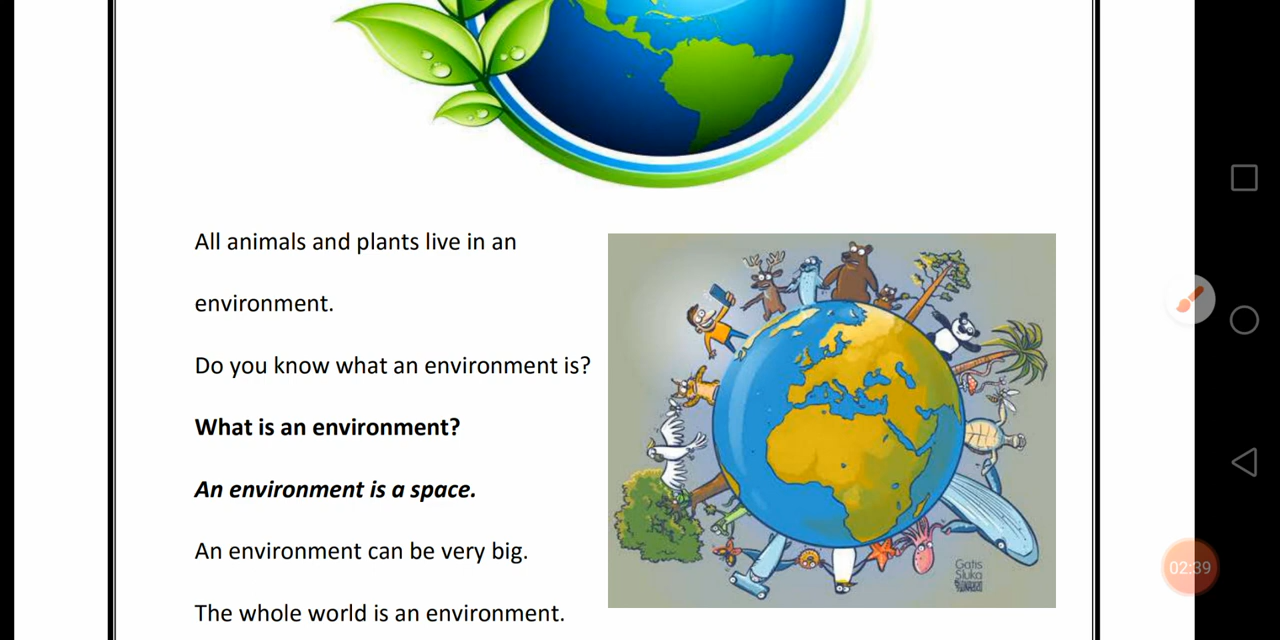 All animals and plants live in an
environment.
Do you know what an environment is?
What is an environment?
An environment is a space.
An environment can be very big.
The whole world is an environment.
Gatis
Sluka
02:39